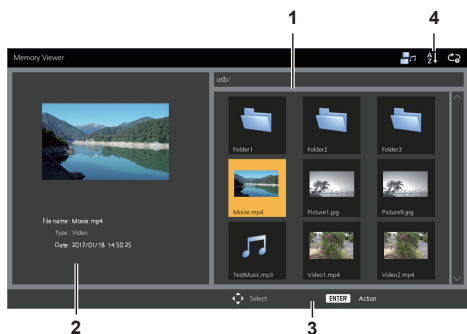 1
4
Memory Viewer
A
Z
usb/
Folder1
Folder2
Folder3
Movie.mp4
Picture1.jpg
Picture9.jpg
File name : Movie.mp4
Type : Video
Date : 2017/01/18 14:50:25
TestMusic.mp3
Video1.mp4
Video2.mp4
Select
ENTER
Action
2
3